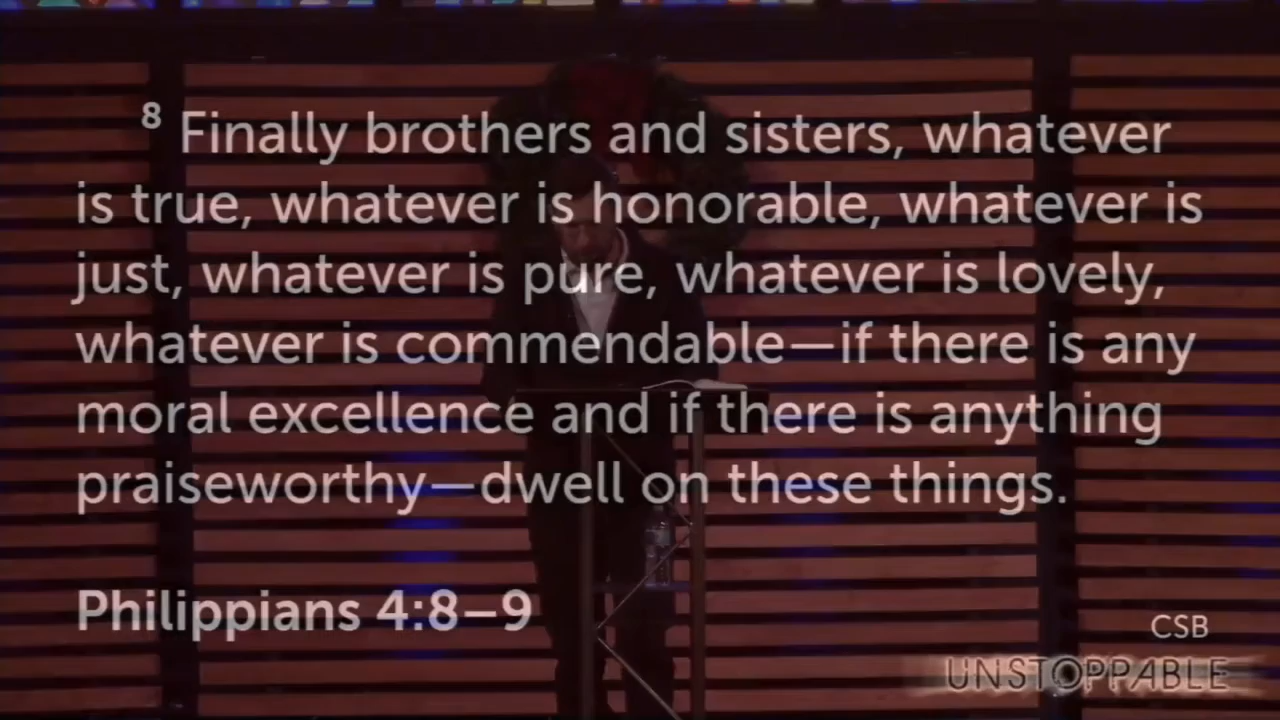 8 Finally brothers and sisters, whatever
is true, whatever is honorable, whatever is
just, whatever is pure, whatever is lovely,
whatever is commendable—if there is any
moral excellence and if there is anything
praiseworthy—dwell on these things.
Philippians 4:8–9
CSB
UNSTOPPABLE